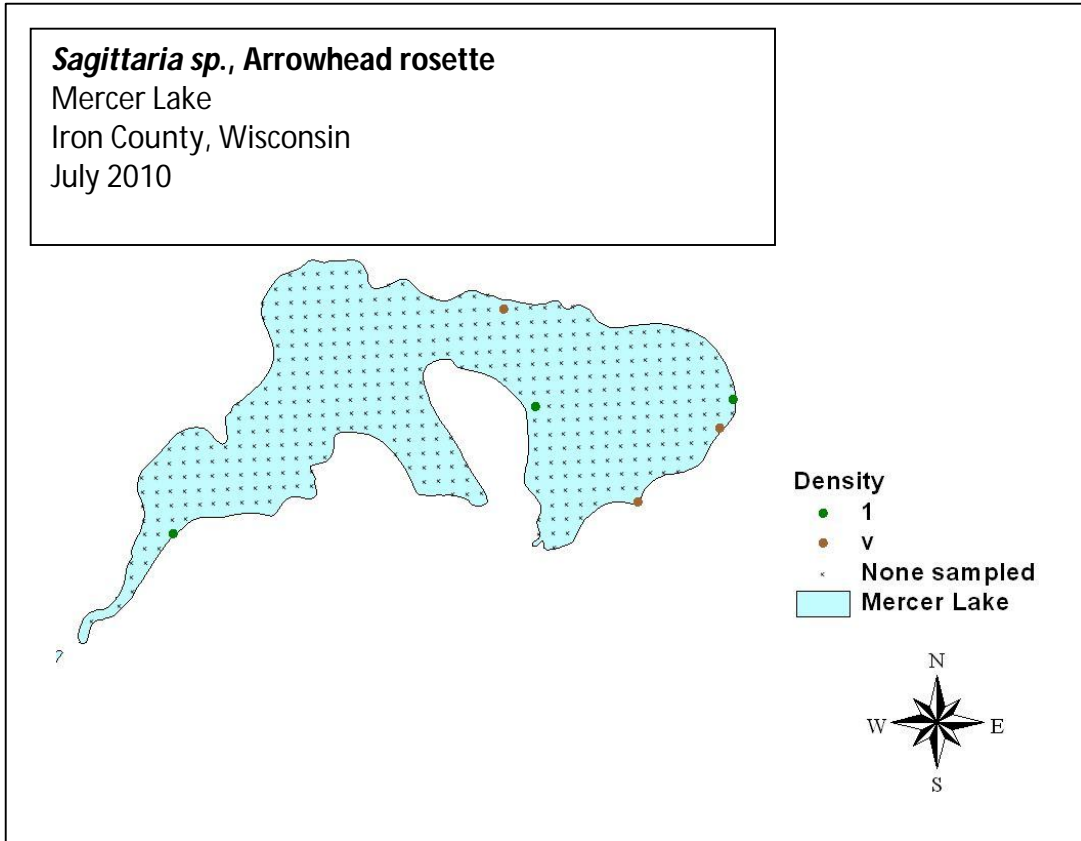 Sagittaria sp., Arrowhead rosette
Mercer Lake
Iron County, Wisconsin
July 2010
Density
1
v
None sampled
Mercer Lake
N
W E
S